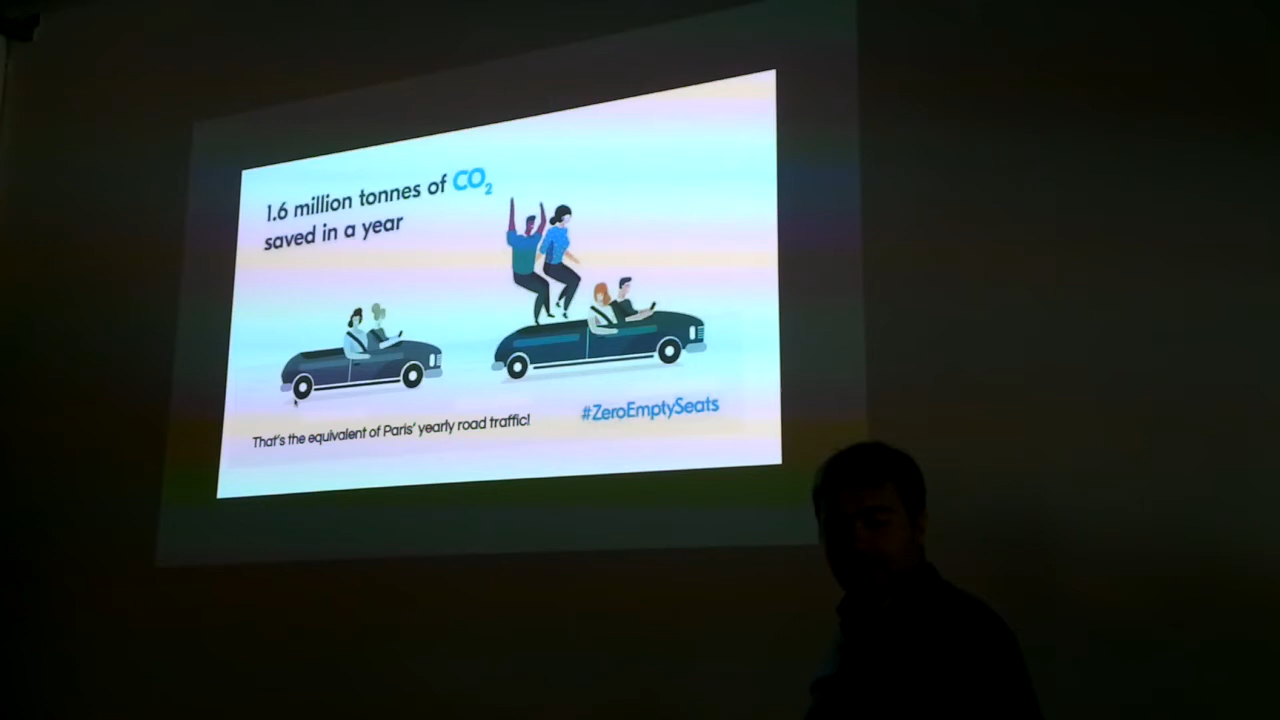 1.6 million tonnes of CO₂
saved in a year
That's the equivalent of Paris' yearly road traffic!
#ZeroEmptySeats